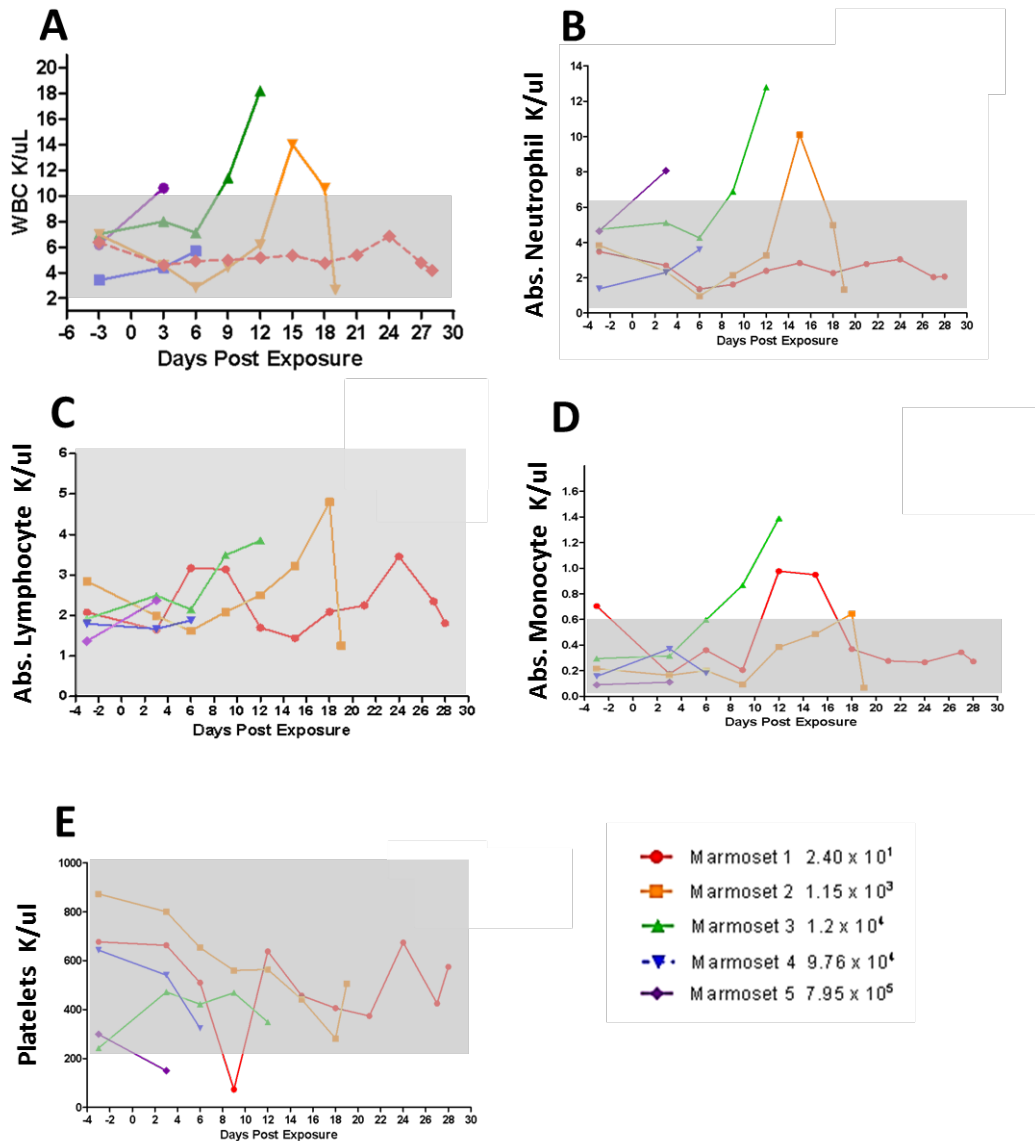 A
WBC K/uL
20
18
16
14
12
10
8
6
4
2
-6 -3 0 3 6 9 12 15 18 21 24 27 30
Days Post Exposure
B
Abs. Neutrophil K/ul
14
12
10
8
6
4
2
0
-4 -2 0 2 4 6 8 10 12 14 16 18 20 22 24 26 28 30
Days Post Exposure
C
Abs. Lymphocyte K/ul
6
5
4
3
2
1
0
-4 -2 0 2 4 6 8 10 12 14 16 18 20 22 24 26 28 30
Days Post Exposure
D
Abs. Monocyte K/ul
1.6
1.4
1.2
1.0
0.8
0.6
0.4
0.2
0.0
-4 -2 0 2 4 6 8 10 12 14 16 18 20 22 24 26 28 30
Days Post Exposure
E
Platelets K/ul
1000
800
600
400
200
0
-4 -2 0 2 4 6 8 10 12 14 16 18 20 22 24 26 28 30
Days Post Exposure
Marmoset 1 2.40 x 10¹
Marmoset 2 1.15 x 10³
Marmoset 3 1.2 x 10⁴
Marmoset 4 9.76 x 10⁴
Marmoset 5 7.95 x 10⁵